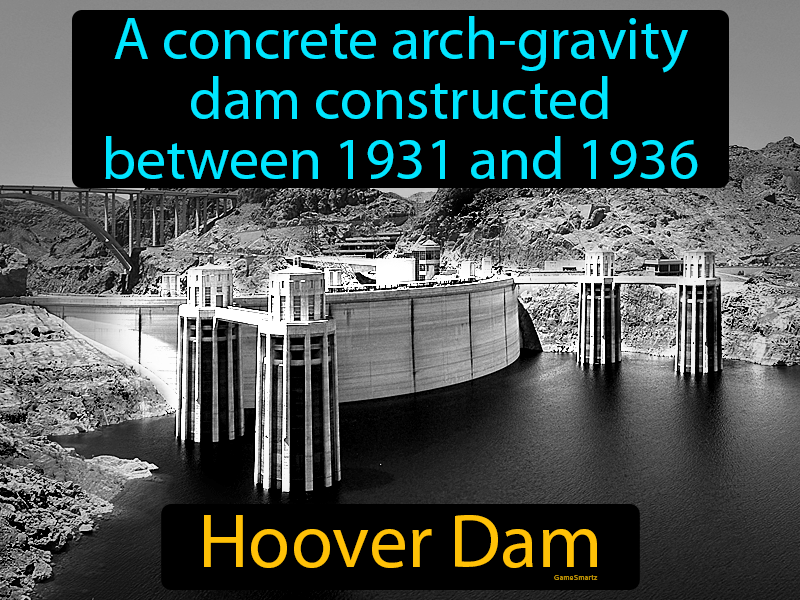 A concrete arch-gravity
dam constructed
between 1931 and 1936
Hoover Dam
GameSmartz